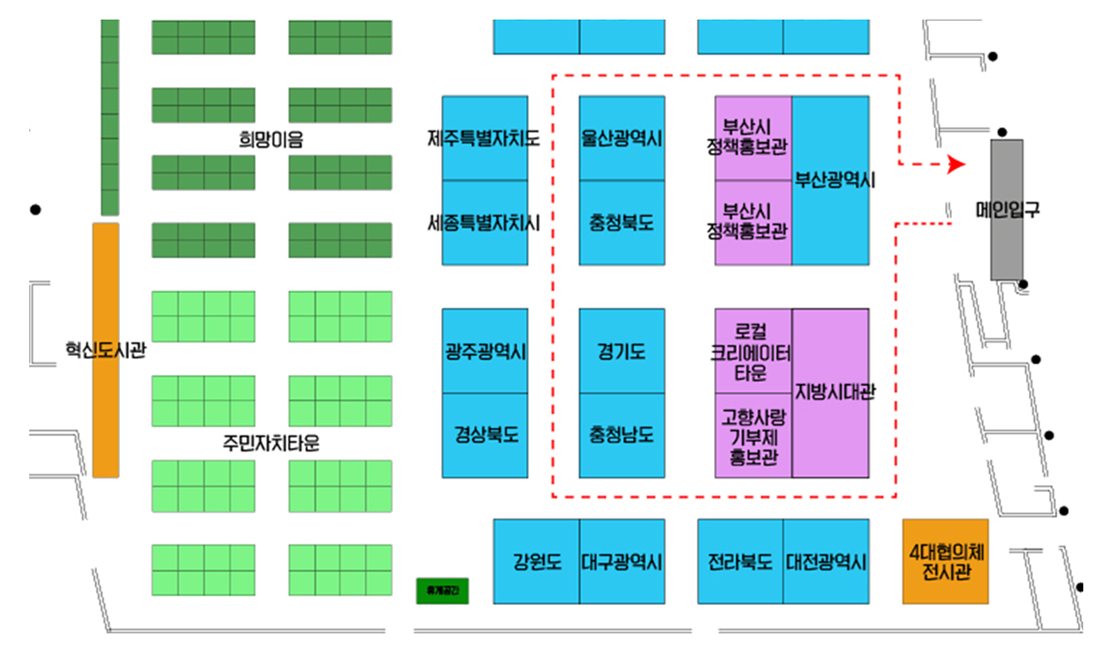 희망이음
제주특별자치도
울산광역시
부산시
정책홍보관
부산광역시
세종특별자치시
충청북도
부산시
정책홍보관
메인입구
혁신도시관
광주광역시
경기도
로컬
크리에이터
타운
지방시대관
주민자치타운
경상북도
충청남도
고향사랑
기부제
홍보관
강원도
대구광역시
전라북도
대전광역시
4대협의체
전시관
휴게공간